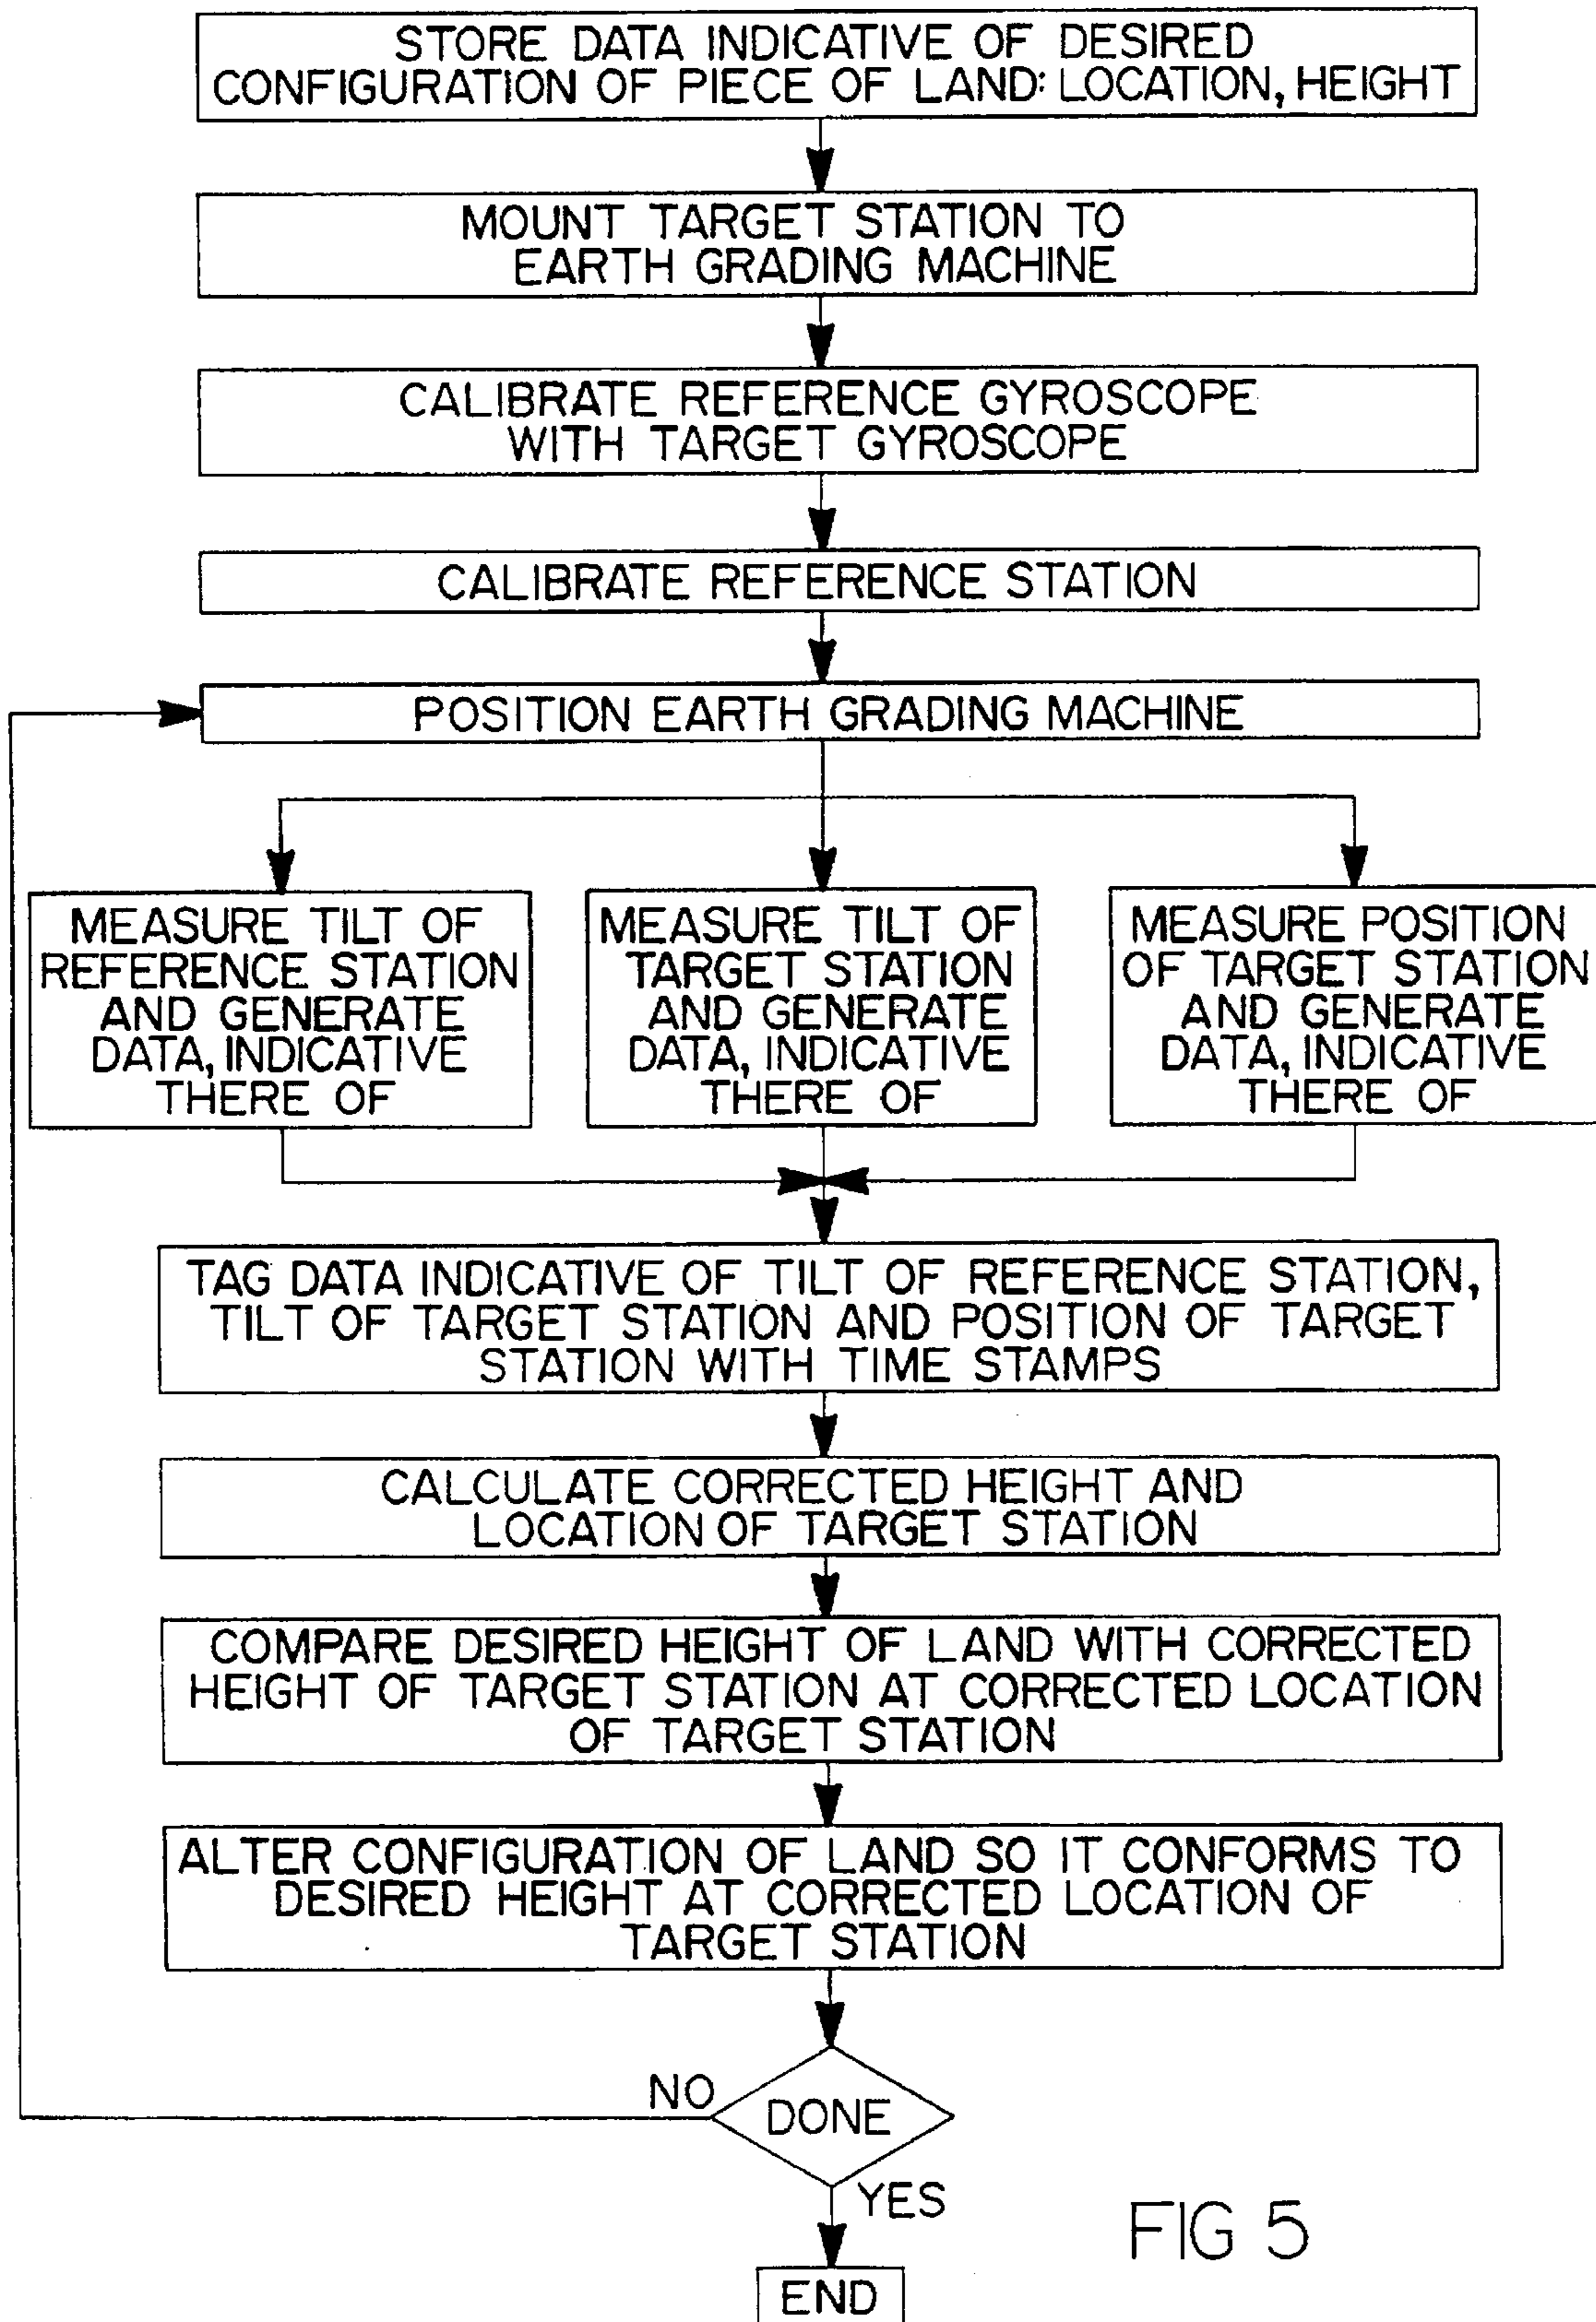 STORE DATA INDICATIVE OF DESIRED
CONFIGURATION OF PIECE OF LAND: LOCATION, HEIGHT
MOUNT TARGET STATION TO
EARTH GRADING MACHINE
CALIBRATE REFERENCE GYROSCOPE
WITH TARGET GYROSCOPE
CALIBRATE REFERENCE STATION
POSITION EARTH GRADING MACHINE
MEASURE TILT OF
REFERENCE STATION
AND GENERATE
DATA, INDICATIVE
THERE OF
MEASURE TILT OF
TARGET STATION
AND GENERATE
DATA, INDICATIVE
THERE OF
MEASURE POSITION
OF TARGET STATION
AND GENERATE
DATA, INDICATIVE
THERE OF
TAG DATA INDICATIVE OF TILT OF REFERENCE STATION,
TILT OF TARGET STATION AND POSITION OF TARGET
STATION WITH TIME STAMPS
CALCULATE CORRECTED HEIGHT AND
LOCATION OF TARGET STATION
COMPARE DESIRED HEIGHT OF LAND WITH CORRECTED
HEIGHT OF TARGET STATION AT CORRECTED LOCATION
OF TARGET STATION
ALTER CONFIGURATION OF LAND SO IT CONFORMS TO
DESIRED HEIGHT AT CORRECTED LOCATION OF
TARGET STATION
NO
DONE
YES
END
FIG 5